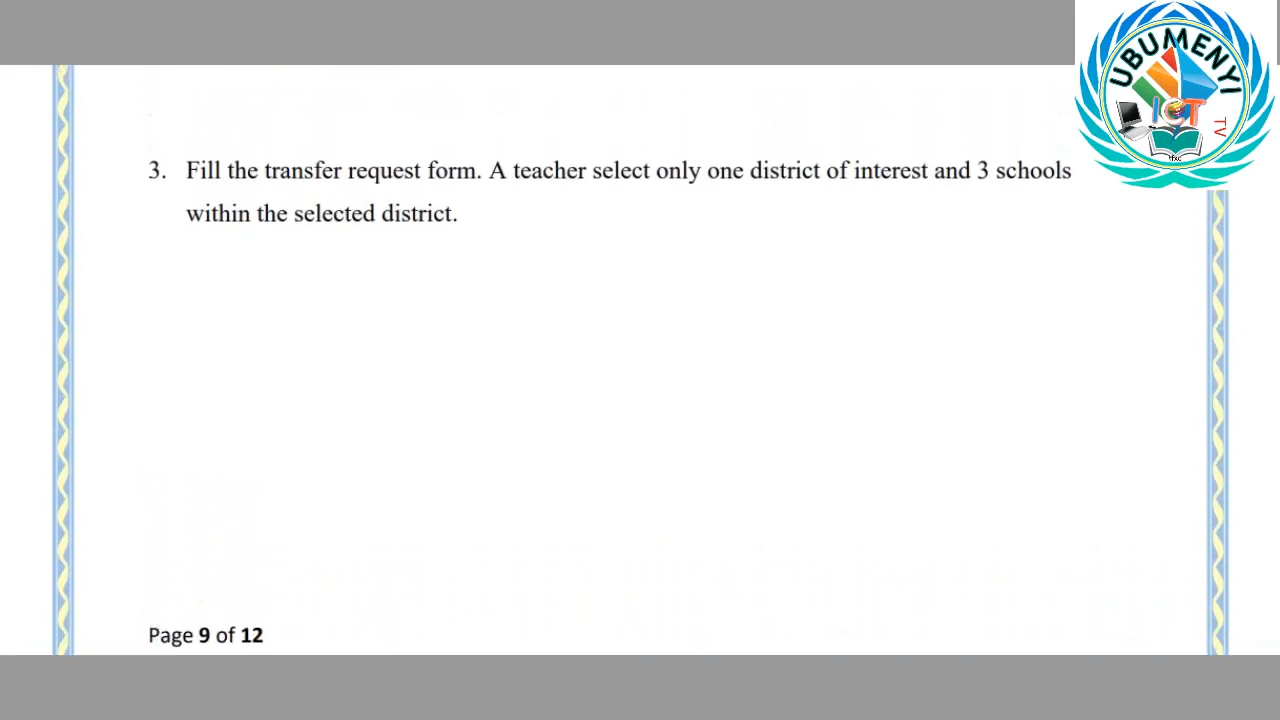 UBUMENYI
ICT
TV
3. Fill the transfer request form. A teacher select only one district of interest and 3 schools
within the selected district.
Page 9 of 12